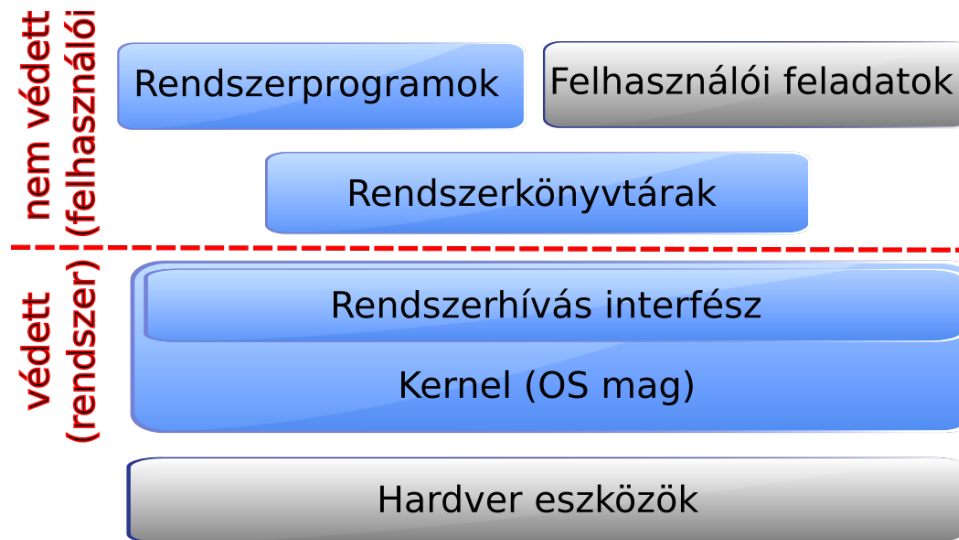 nem védett
(felhasználói
Rendszerprogramok
Felhasználói feladatok
Rendszerkönyvtárak
védett
(rendszer)
Rendszerhívás interfész
Kernel (OS mag)
Hardver eszközök